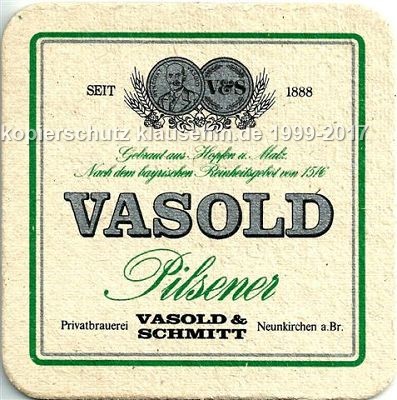 SEIT V&S 1888
kopierschutz klausehm.de 1999-2017
Gebraut aus Hopfen u. Malz.
Nach dem bayrischen Reinheitsgebot von 1516
VASOLD
Pilsener
Privatbrauerei VASOLD & SCHMITT Neunkirchen a.Br.